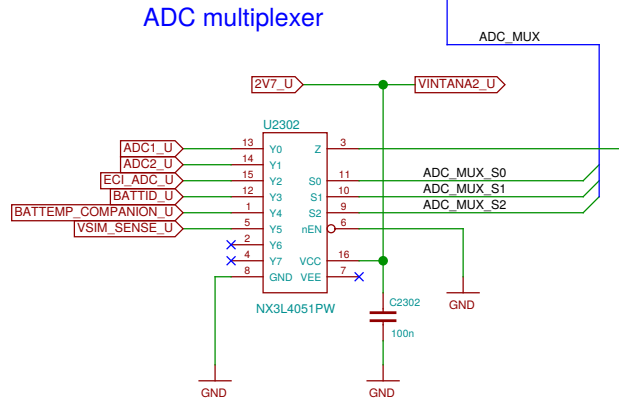 ADC multiplexer
ADC_MUX
2V7_U
VINTANA2_U
U2302
ADC1_U 13 Y0 Z 3
ADC2_U 14 Y1
ECI_ADC_U 15 Y2 S0 11 ADC_MUX_S0
BATTID_U 12 Y3 S1 10 ADC_MUX_S1
BATTEMP_COMPANION_U 1 Y4 S2 9 ADC_MUX_S2
VSIM_SENSE_U 5 Y5 nEN 6
2 Y6
4 Y7 VCC 16
8 GND VEE 7
NX3L4051PW
C2302
100n
GND
GND
GND